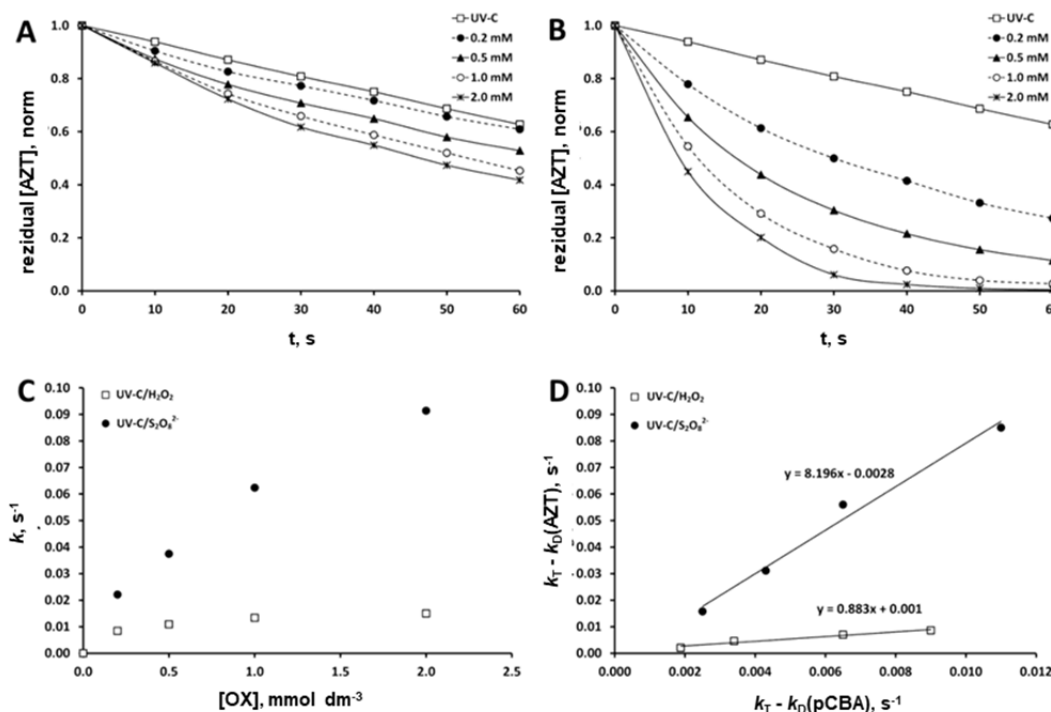 A
UV-C
0.2 mM
0.5 mM
1.0 mM
2.0 mM
1.0
0.8
0.6
0.4
0.2
0.0
rezidual [AZT], norm
0 10 20 30 40 50 60
t, s
B
UV-C
0.2 mM
0.5 mM
1.0 mM
2.0 mM
1.0
0.8
0.6
0.4
0.2
0.0
rezidual [AZT], norm
0 10 20 30 40 50 60
t, s
C
UV-C/H₂O₂
UV-C/S₂O₈²⁻
0.10
0.09
0.08
0.07
0.06
0.05
0.04
0.03
0.02
0.01
0.00
k, s⁻¹
0.0 0.5 1.0 1.5 2.0 2.5
[OX], mmol dm⁻³
D
UV-C/H₂O₂
UV-C/S₂O₈²⁻
0.10
0.09
0.08
0.07
0.06
0.05
0.04
0.03
0.02
0.01
0.00
kT - kD(AZT), s⁻¹
y = 8.196x - 0.0028
y = 0.883x + 0.001
0.000 0.002 0.004 0.006 0.008 0.010 0.012
kT - kD(pCBA), s⁻¹